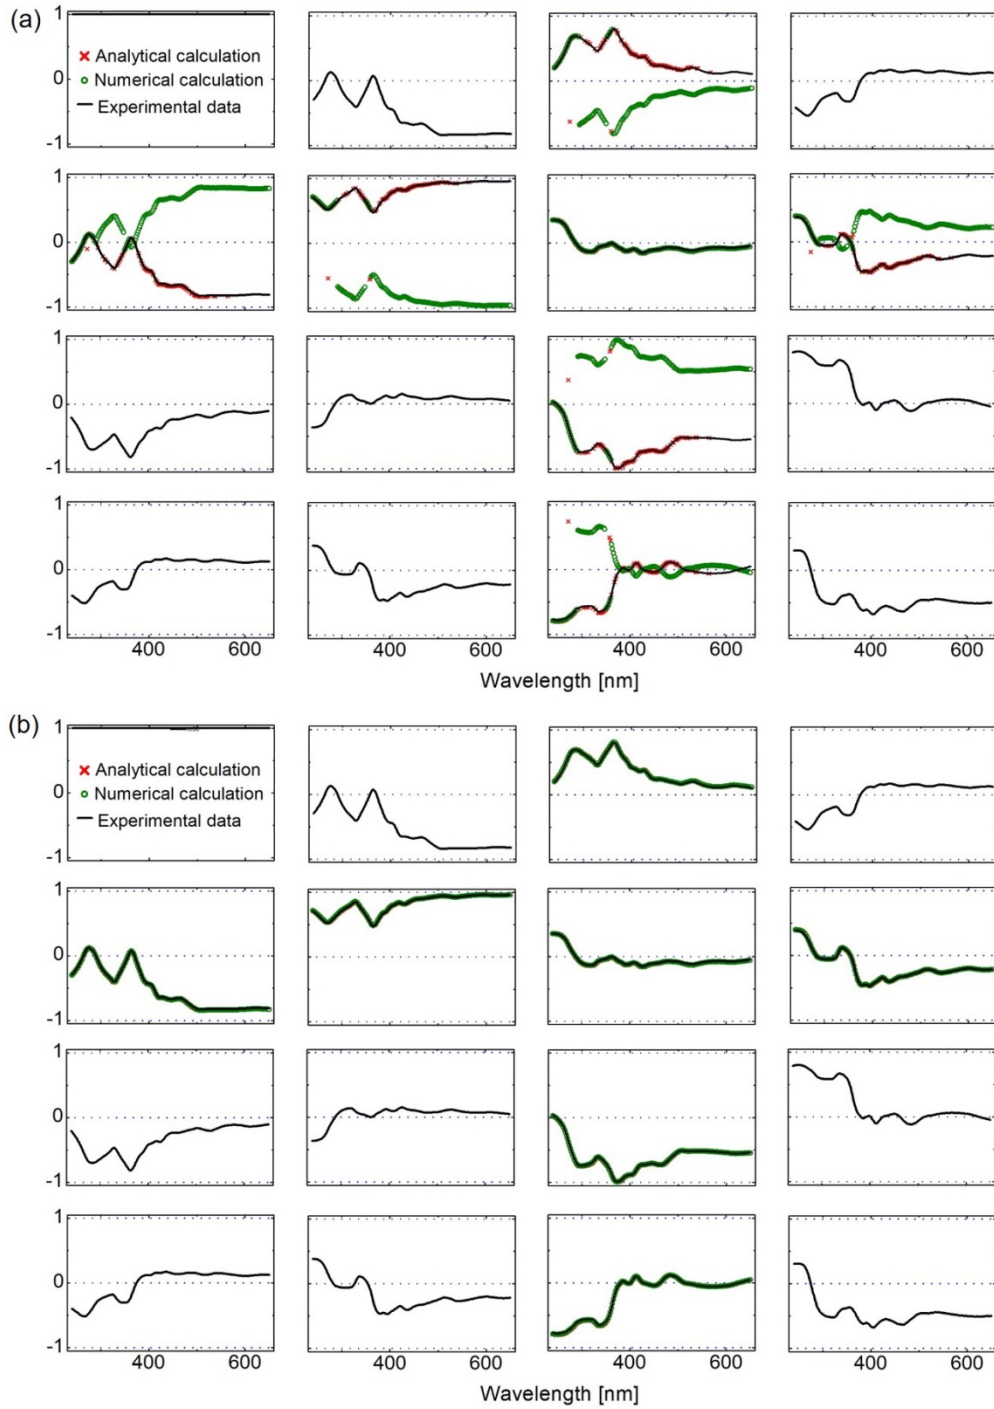 (a)
1
× Analytical calculation
0
○ Numerical calculation
— Experimental data
-1
1
0
-1
1
0
-1
1
0
-1
400 600 400 600 400 600 400 600
Wavelength [nm]
(b)
1
× Analytical calculation
0
○ Numerical calculation
— Experimental data
-1
1
0
-1
1
0
-1
1
0
-1
400 600 400 600 400 600 400 600
Wavelength [nm]